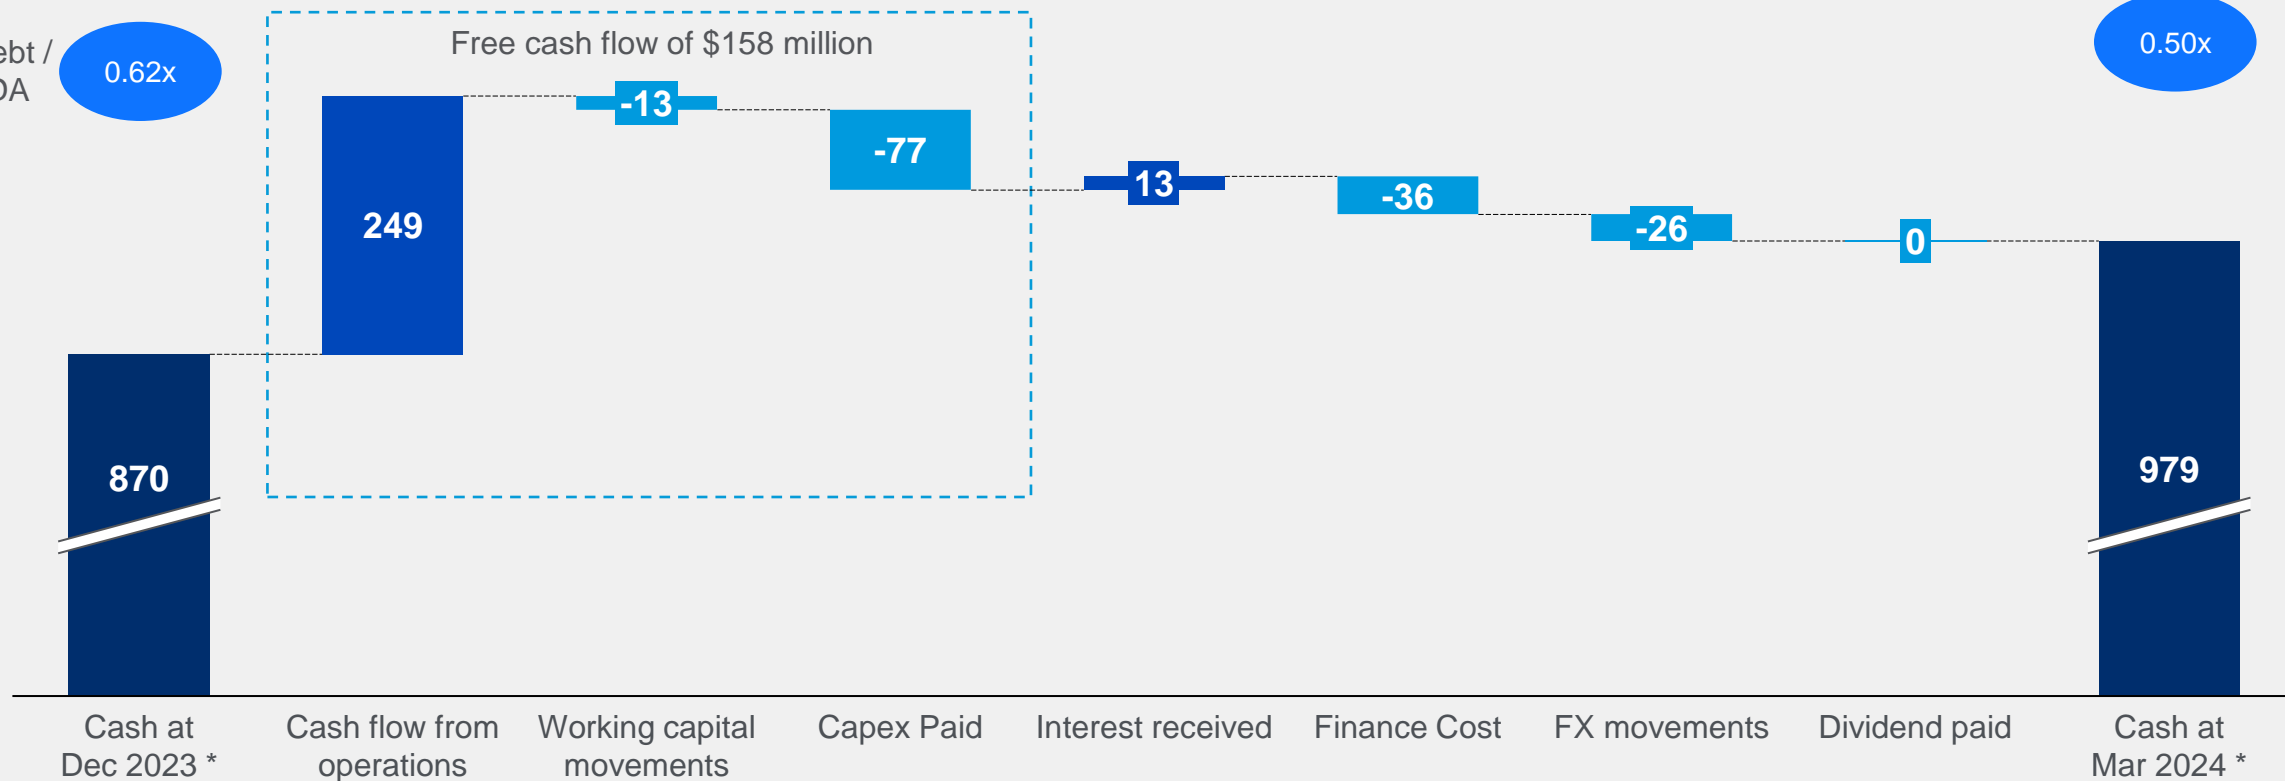 Free cash flow of $158 million
ebt /
DA
0.62x
0.50x
-13
-77
13
-36
-26
0
249
870
979
Cash at
Dec 2023 *
Cash flow from
operations
Working capital
movements
Capex Paid
Interest received
Finance Cost
FX movements
Dividend paid
Cash at
Mar 2024 *